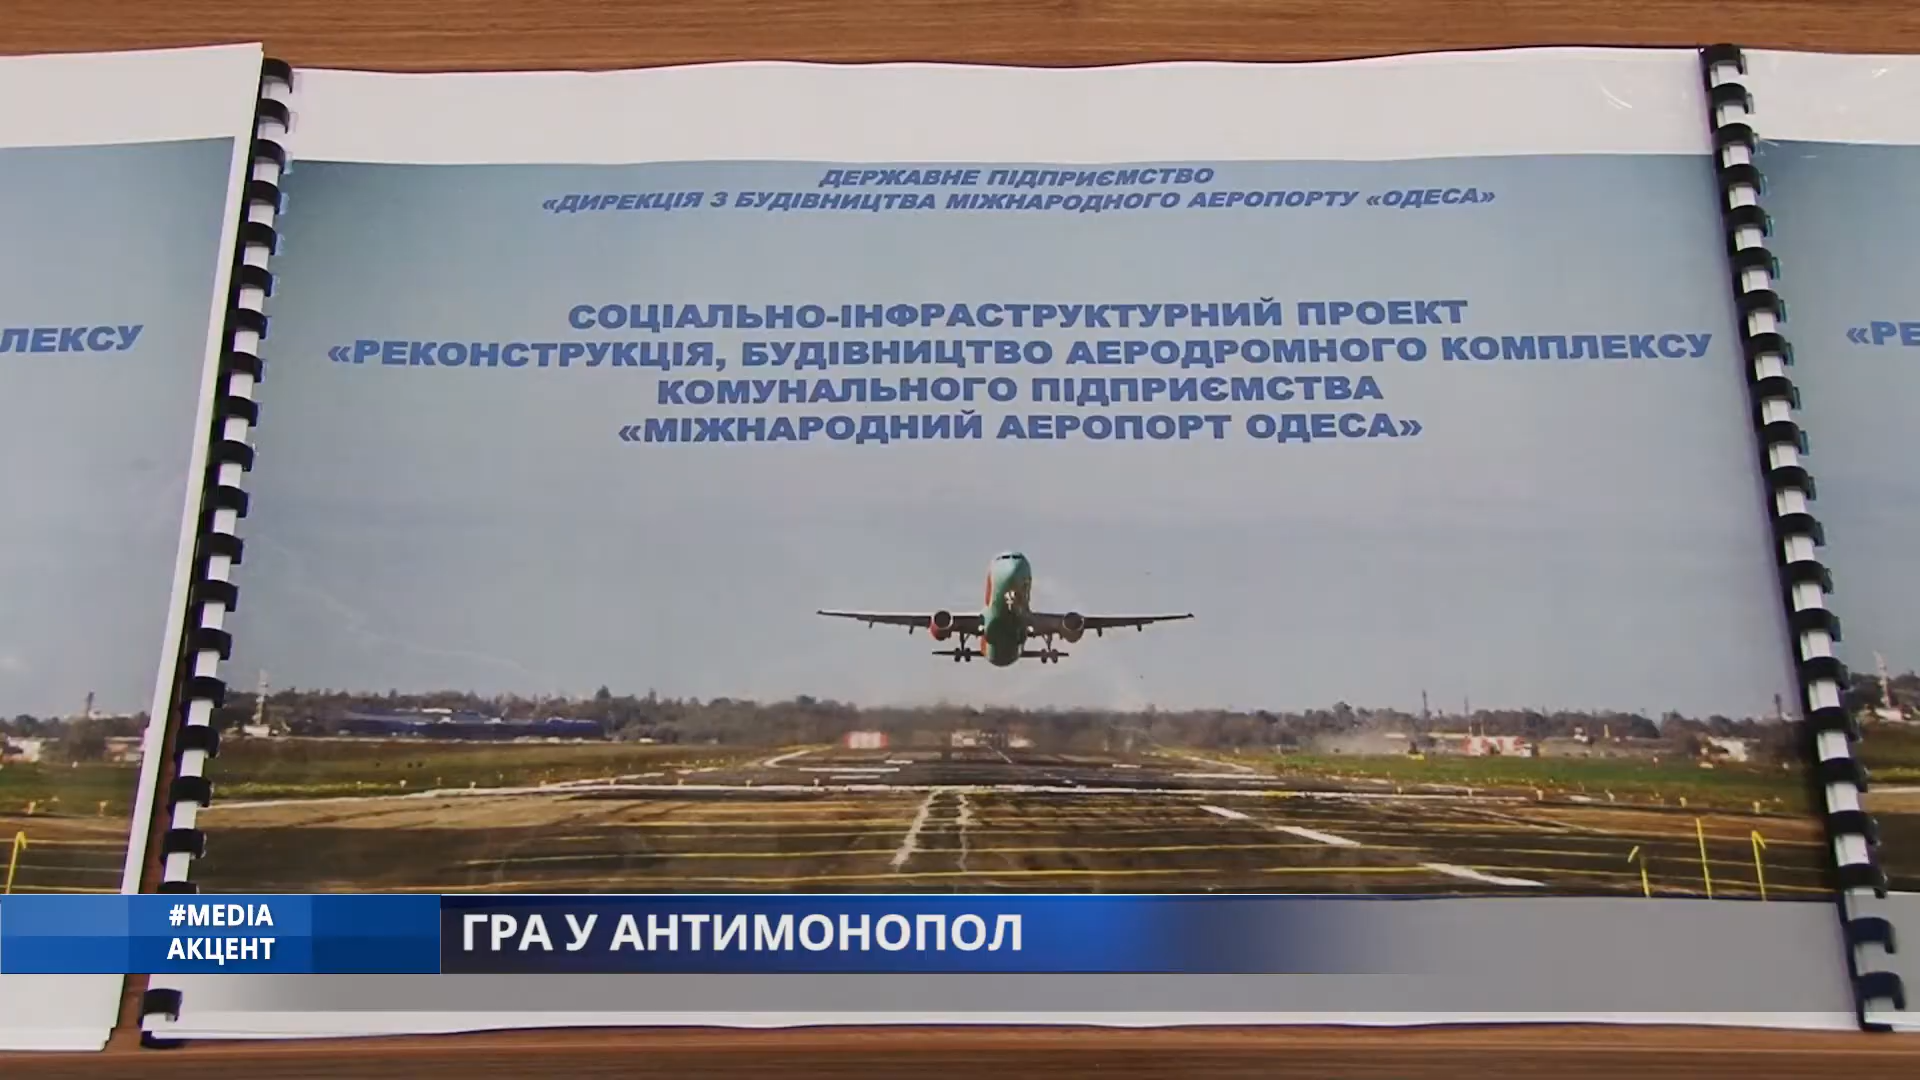 ДЕРЖАВНЕ ПІДПРИЄМСТВО
«ДИРЕКЦІЯ З БУДІВНИЦТВА МІЖНАРОДНОГО АЕРОПОРТУ «ОДЕСА»
СОЦІАЛЬНО-ІНФРАСТРУКТУРНИЙ ПРОЕКТ
«РЕКОНСТРУКЦІЯ, БУДІВНИЦТВО АЕРОДРОМНОГО КОМПЛЕКСУ
КОМУНАЛЬНОГО ПІДПРИЄМСТВА
«МІЖНАРОДНИЙ АЕРОПОРТ ОДЕСА»
ЛЕКСУ
«РЕ
#MEDIA
АКЦЕНТ
ГРА У АНТИМОНОПОЛ